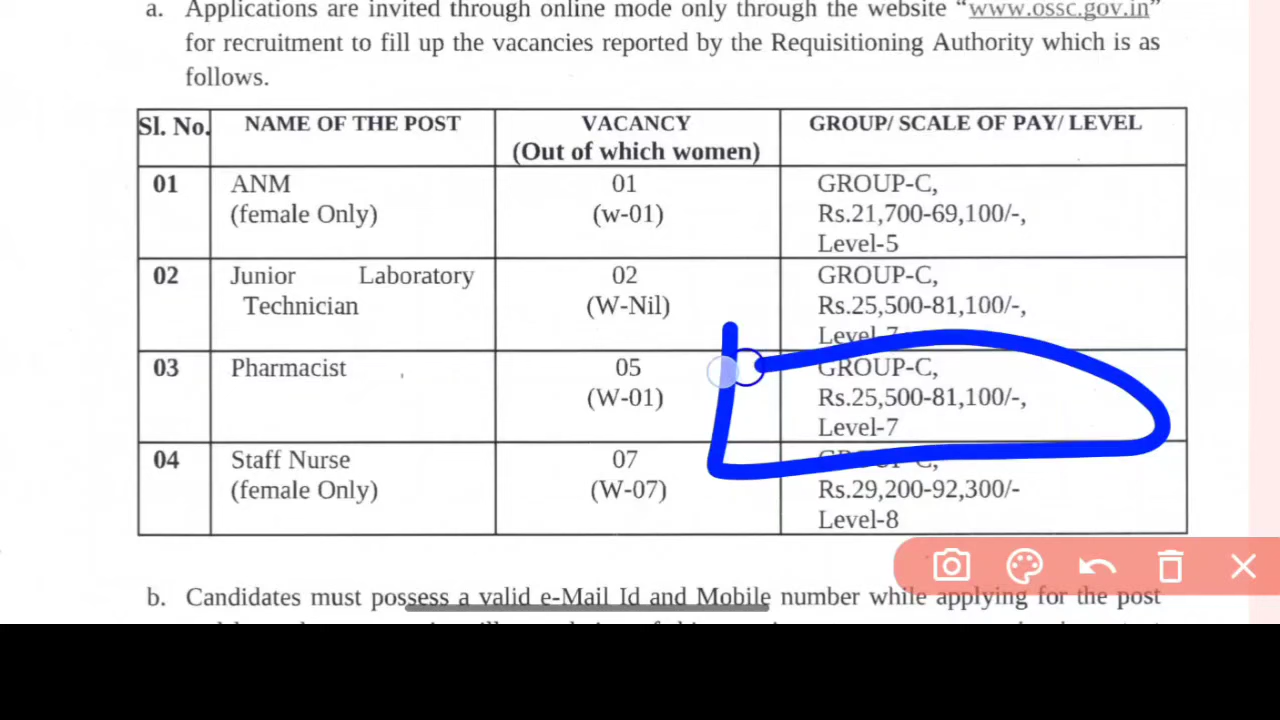 a. Applications are invited through online mode only through the website “www.ossc.gov.in”
for recruitment to fill up the vacancies reported by the Requisitioning Authority which is as
follows.
Sl. No. NAME OF THE POST VACANCY GROUP/ SCALE OF PAY/ LEVEL
(Out of which women)
01 ANM 01 GROUP-C,
(female Only) (w-01) Rs.21,700-69,100/-,
Level-5
02 Junior Laboratory 02 GROUP-C,
Technician (W-Nil) Rs.25,500-81,100/-,
Level-7
03 Pharmacist 05 GROUP-C,
(W-01) Rs.25,500-81,100/-,
Level-7
04 Staff Nurse 07 GROUP-C,
(female Only) (W-07) Rs.29,200-92,300/-
Level-8
b. Candidates must possess a valid e-Mail Id and Mobile number while applying for the post